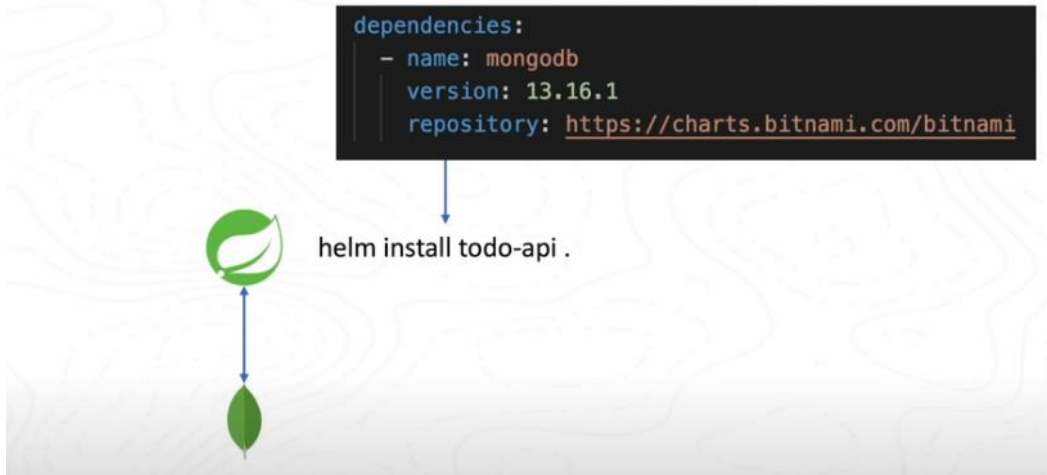 dependencies:
- name: mongodb
version: 13.16.1
repository: https://charts.bitnami.com/bitnami
helm install todo-api .